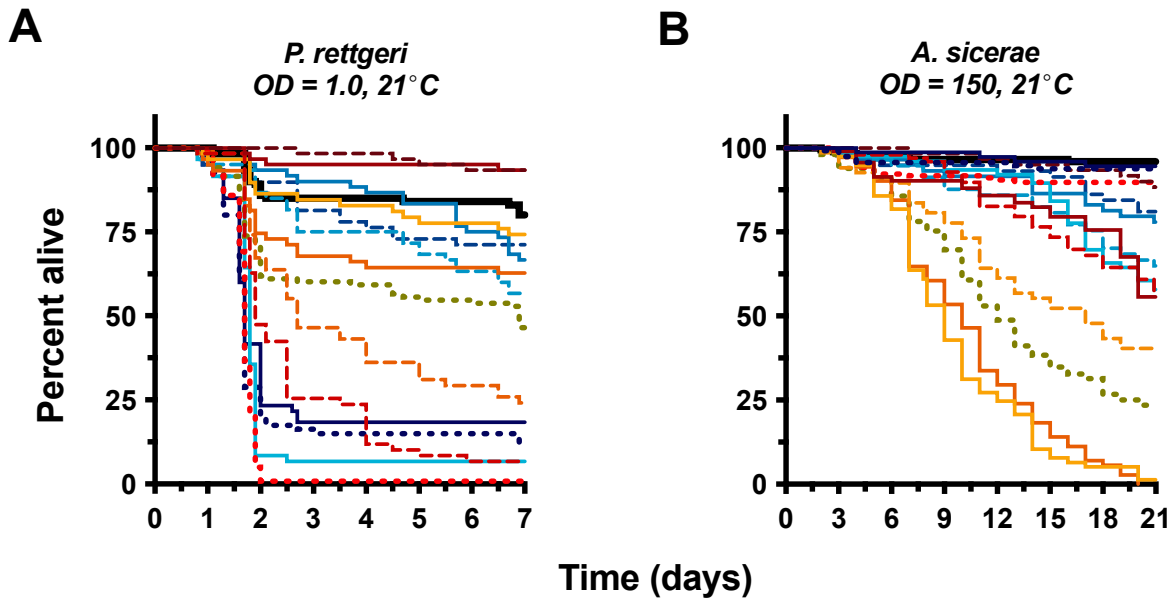 A
P. rettgeri
OD = 1.0, 21°C
B
A. sicerae
OD = 150, 21°C
Percent alive
100
75
50
25
0
0 1 2 3 4 5 6 7
100
75
50
25
0
0 3 6 9 12 15 18 21
Time (days)